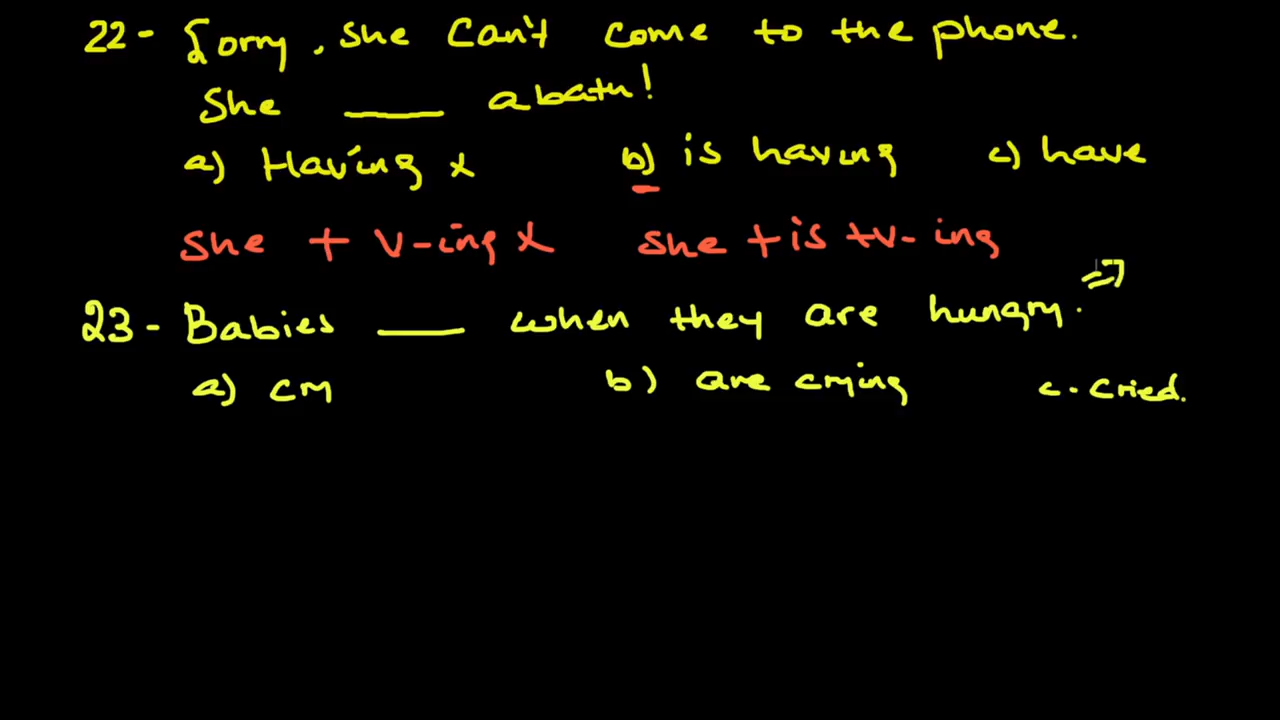 22- Sorry, she can't come to the phone.
She ____ a bath!
a) Having x b) is having c) have
She + V-ing x she + is + v-ing
23- Babies ____ when they are hungry. =>
a) cry b) are crying c. cried.